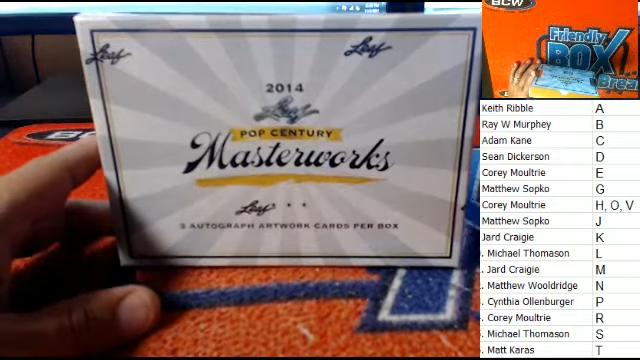 BCW
Leaf
Leaf
2014
Leaf
POP CENTURY
Masterworks
Leaf
3 AUTOGRAPH ARTWORK CARDS PER BOX
BCW
Friendly
BOX
Brea
Keith Ribble A
Ray W Murphey B
Adam Kane C
Sean Dickerson D
Corey Moultrie E
Matthew Sopko G
Corey Moultrie H, O, V
Matthew Sopko J
Jard Craigie K
. Michael Thomason L
. Jard Craigie M
. Matthew Wooldridge N
. Cynthia Ollenburger P
. Corey Moultrie R
. Michael Thomason S
. Matt Karas T